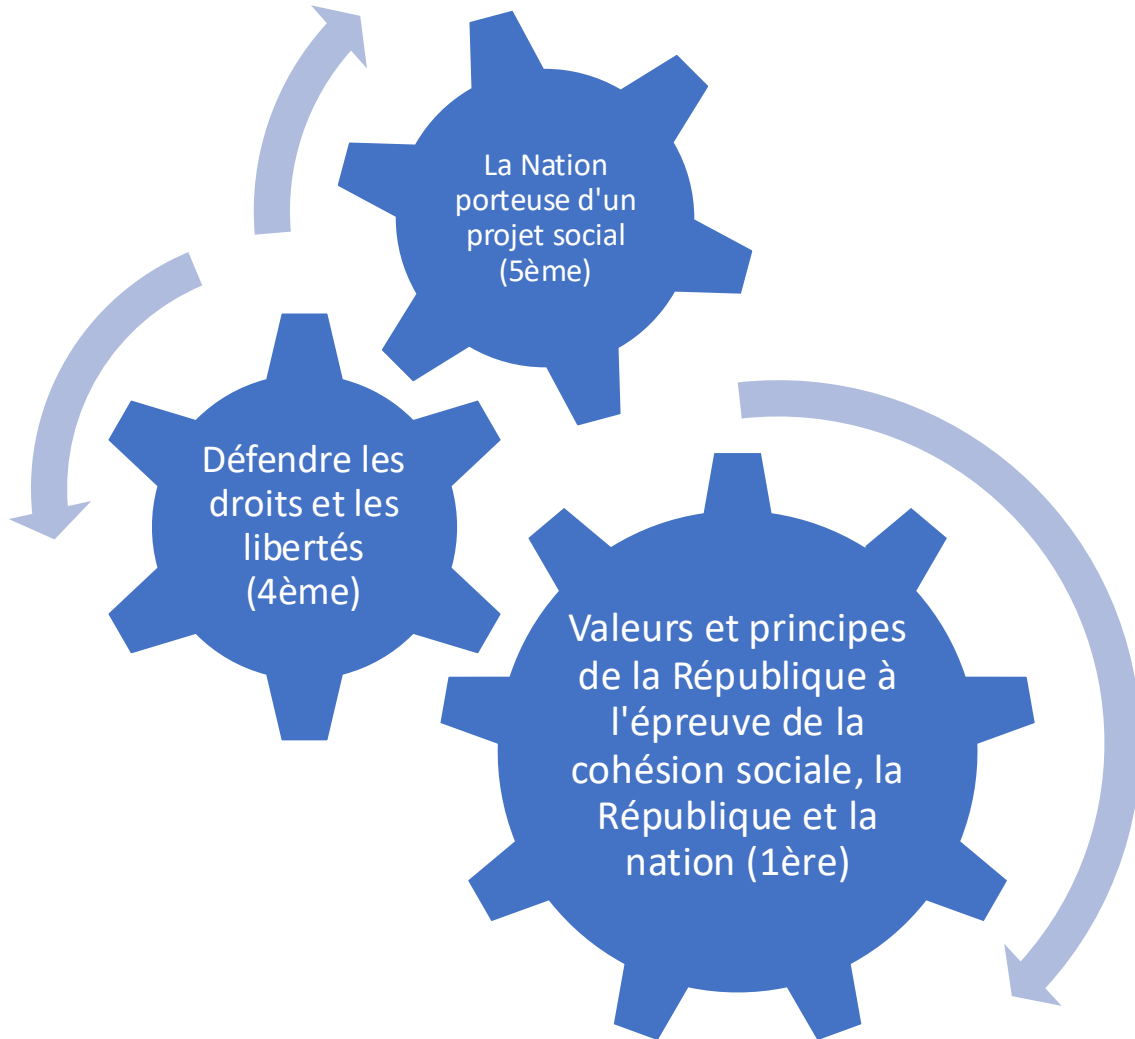 La Nation
porteuse d'un
projet social
(5ème)
Défendre les
droits et les
libertés
(4ème)
Valeurs et principes
de la République à
l'épreuve de la
cohésion sociale, la
République et la
nation (1ère)